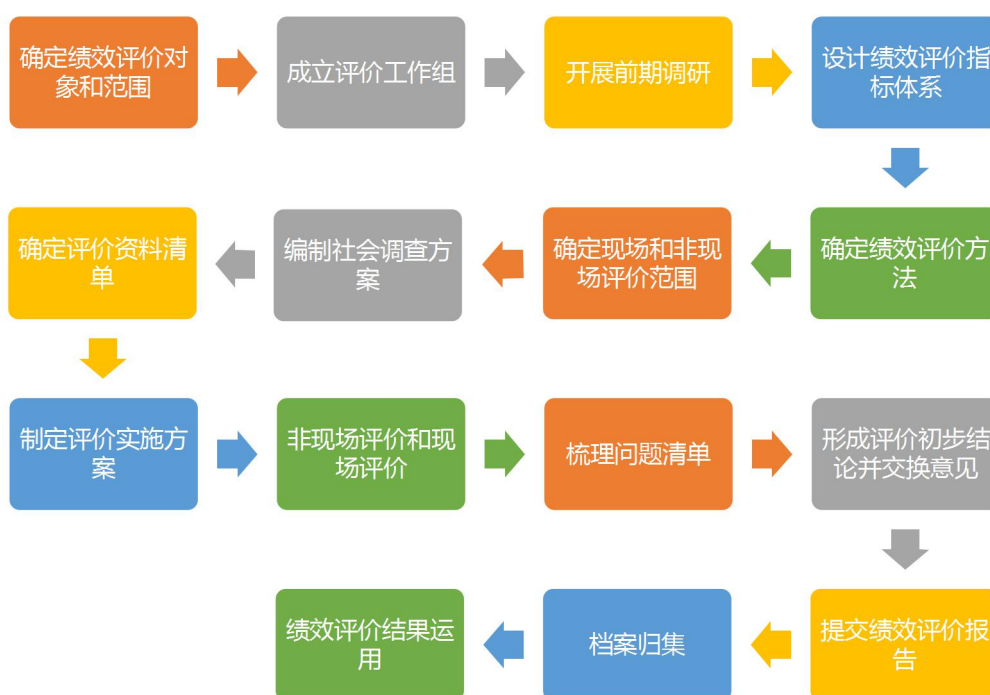 确定绩效评价对
象和范围
成立评价工作组
开展前期调研
设计绩效评价指
标体系
确定绩效评价方
法
确定现场和非现
场评价范围
编制社会调查方
案
确定评价资料清
单
制定评价实施方
案
非现场评价和现
场评价
梳理问题清单
形成评价初步结
论并交换意见
提交绩效评价报
告
档案归集
绩效评价结果运
用